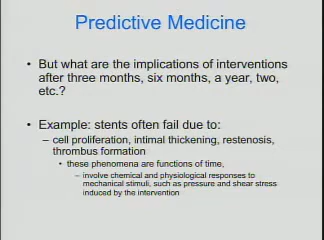 Predictive Medicine
• But what are the implications of interventions
after three months, six months, a year, two,
etc.?
• Example: stents often fail due to:
– cell proliferation, intimal thickening, restenosis,
thrombus formation
• these phenomena are functions of time,
– involve chemical and physiological responses to
mechanical stimuli, such as pressure and shear stress
induced by the intervention